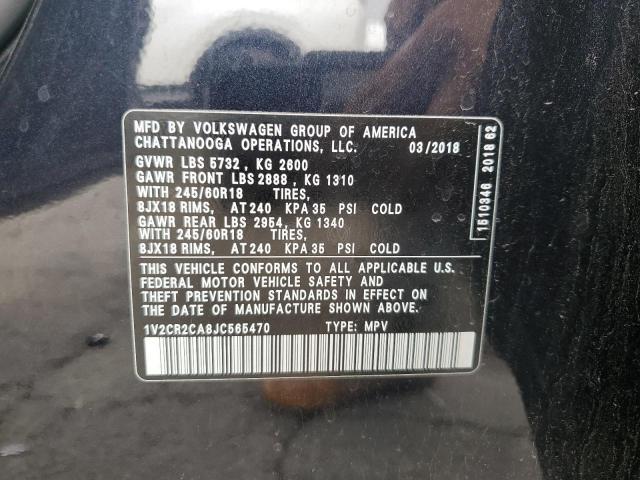 MFD BY VOLKSWAGEN GROUP OF AMERICA
CHATTANOOGA OPERATIONS, LLC. 03/2018
GVWR LBS 5732 , KG 2600
GAWR FRONT LBS 2888 , KG 1310
WITH 245/60R18 TIRES,
8JX18 RIMS, AT 240 KPA 35 PSI COLD
GAWR REAR LBS 2954, KG 1340
WITH 245/60R18 TIRES,
8JX18 RIMS, AT 240 KPA 35 PSI COLD
THIS VEHICLE CONFORMS TO ALL APPLICABLE U.S.
FEDERAL MOTOR VEHICLE SAFETY AND
THEFT PREVENTION STANDARDS IN EFFECT ON
THE DATE OF MANUFACTURE SHOWN ABOVE.
1V2CR2CA8JC565470 TYPE: MPV
1510346 2018 62